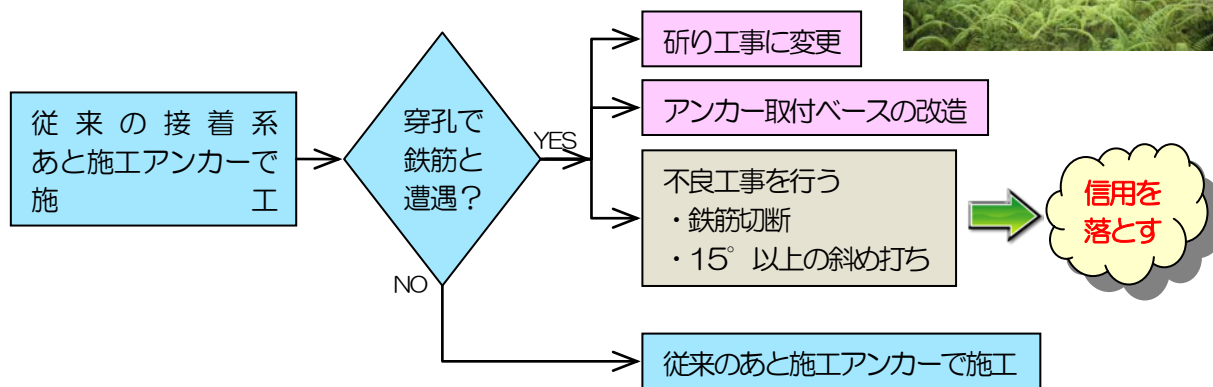 従来の接着系
あと施工アンカーで
施工
穿孔で
鉄筋と
遭遇？
YES
NO
斫り工事に変更
アンカー取付ベースの改造
不良工事を行う
・鉄筋切断
・15°以上の斜め打ち
信用を
落とす
従来のあと施工アンカーで施工